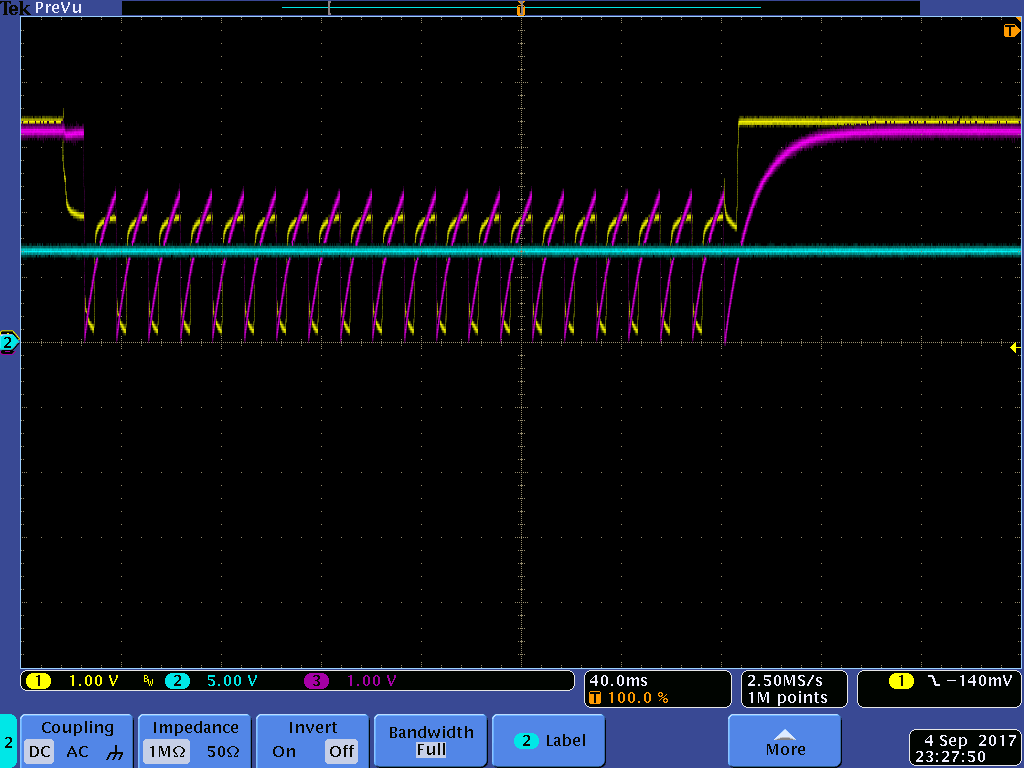 Tek PreVu
T
T
2
1 1.00 V BW 2 5.00 V 3 1.00 V
40.0ms
T 100.0 %
2.50MS/s
1M points
1 -140mV
2
Coupling
DC AC
Impedance
1MΩ 50Ω
Invert
On Off
Bandwidth
Full
2 Label
More
4 Sep 2017
23:27:50